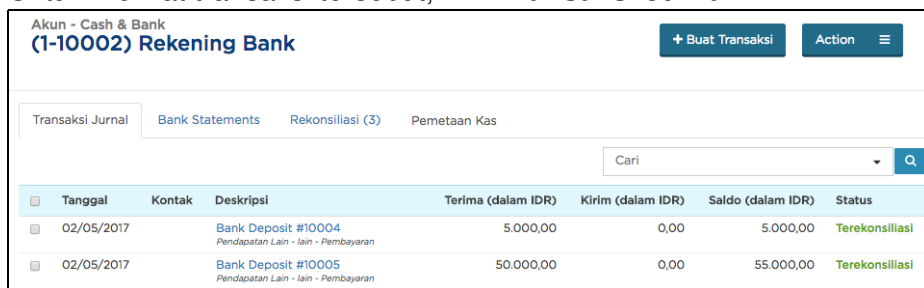 Akun - Cash & Bank
(1-10002) Rekening Bank
+ Buat Transaksi Action
Transaksi Jurnal Bank Statements Rekonsiliasi (3) Pemetaan Kas
Cari
Tanggal Kontak Deskripsi Terima (dalam IDR) Kirim (dalam IDR) Saldo (dalam IDR) Status
02/05/2017 Bank Deposit #10004 5.000,00 0,00 5.000,00 Terekonsiliasi
Pendapatan Lain - lain - Pembayaran
02/05/2017 Bank Deposit #10005 50.000,00 0,00 55.000,00 Terekonsiliasi
Pendapatan Lain - lain - Pembayaran